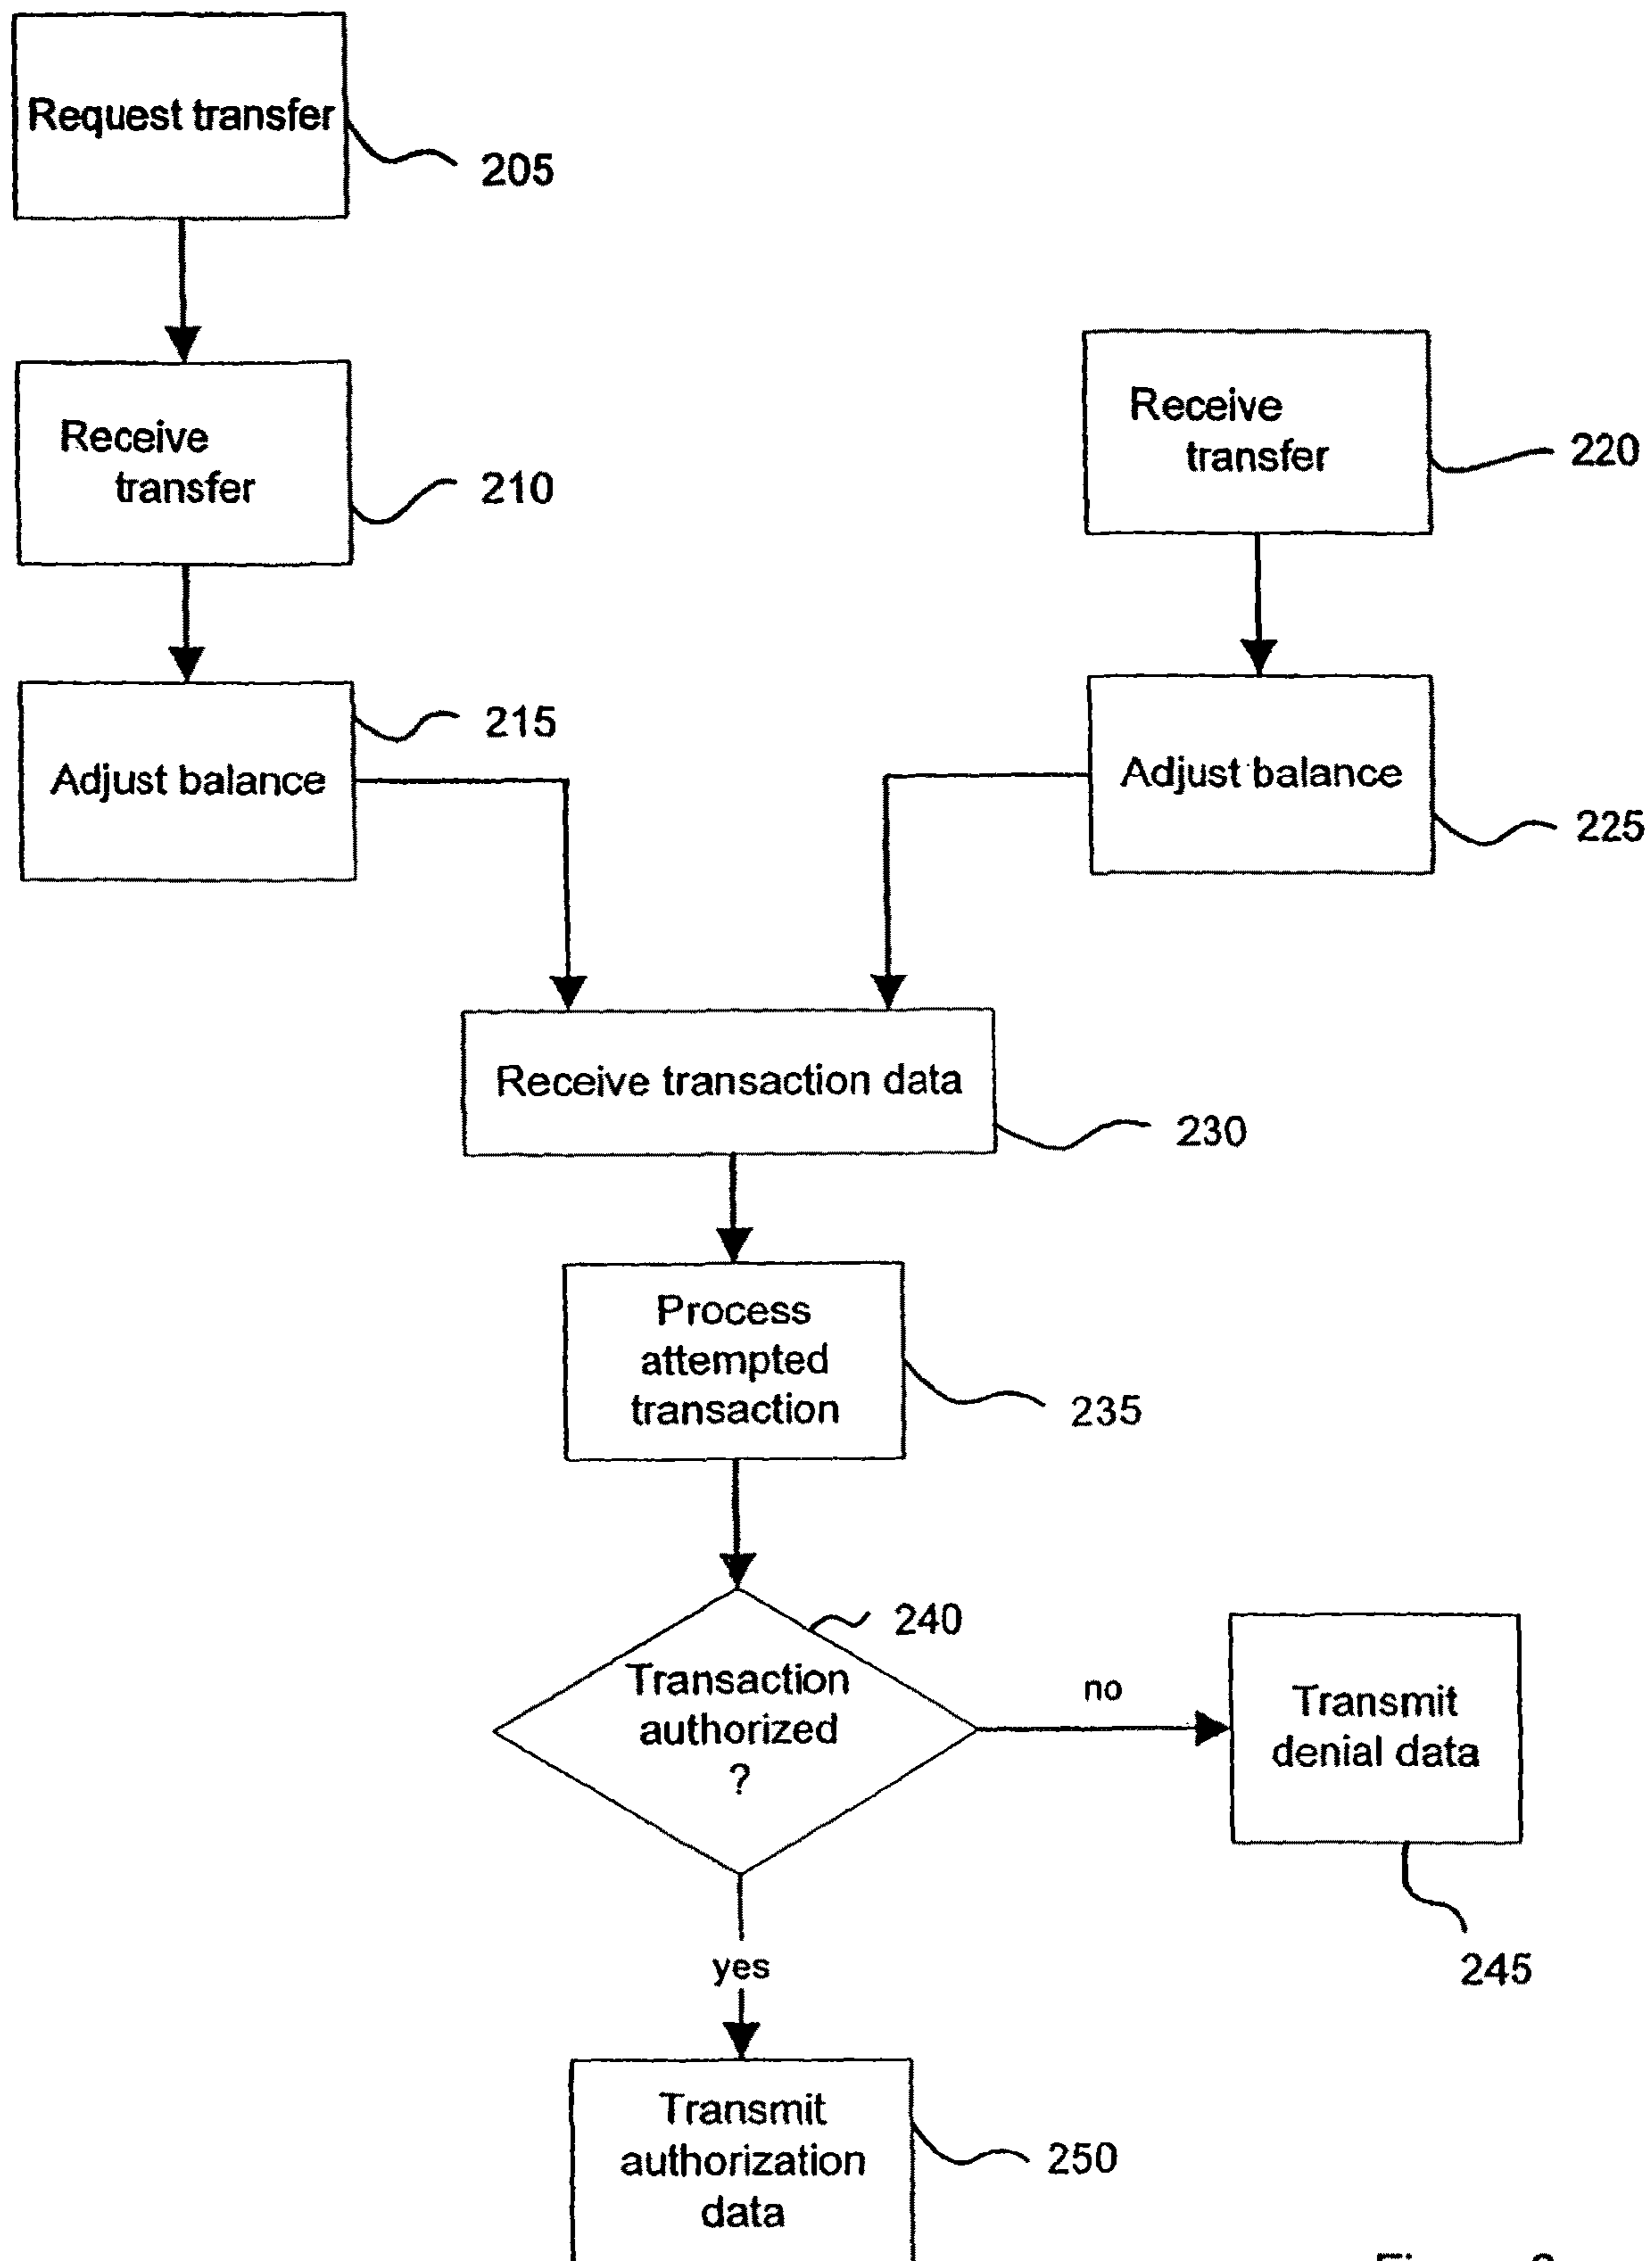 Request transfer
205
Receive
transfer
210
Receive
transfer
220
Adjust balance
215
Adjust balance
225
Receive transaction data
230
Process
attempted
transaction
235
240
Transaction
authorized
?
no
Transmit
denial data
245
yes
Transmit
authorization
data
250